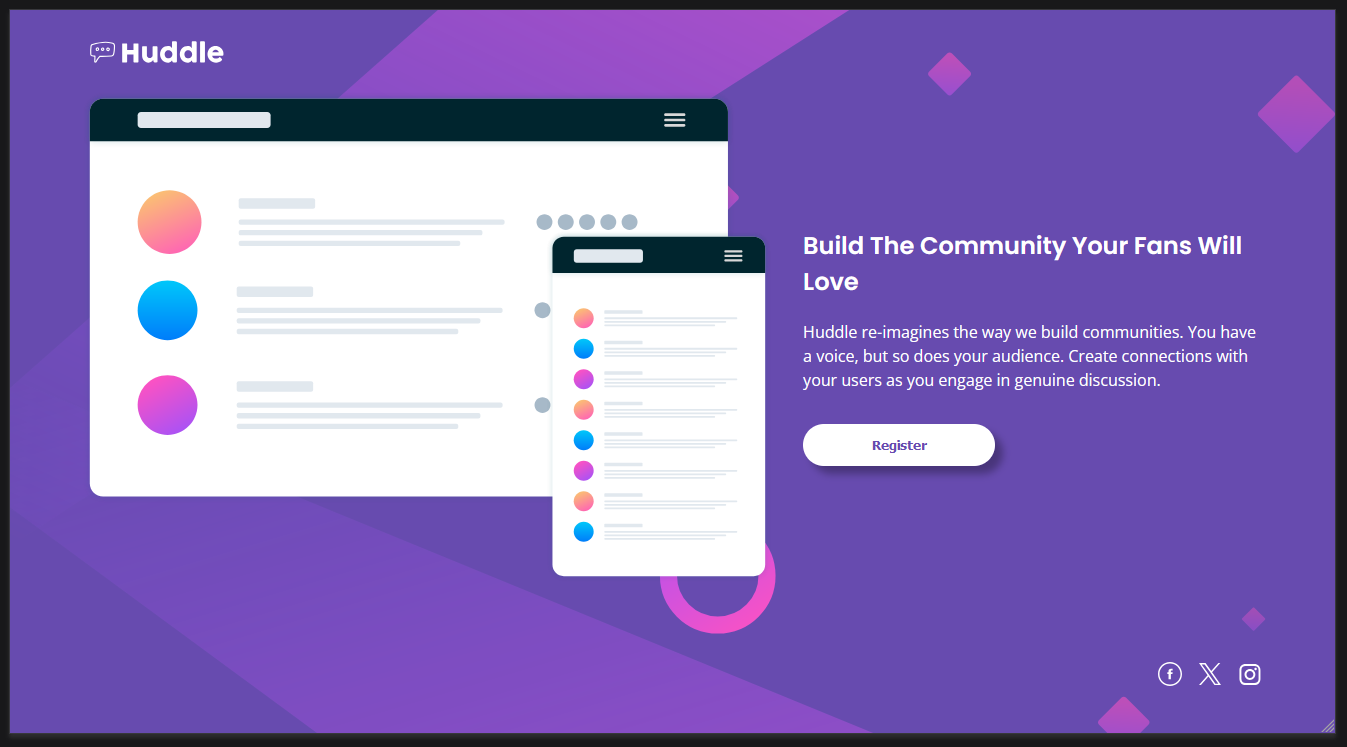 Huddle
Build The Community Your Fans Will
Love
Huddle re-imagines the way we build communities. You have
a voice, but so does your audience. Create connections with
your users as you engage in genuine discussion.
Register